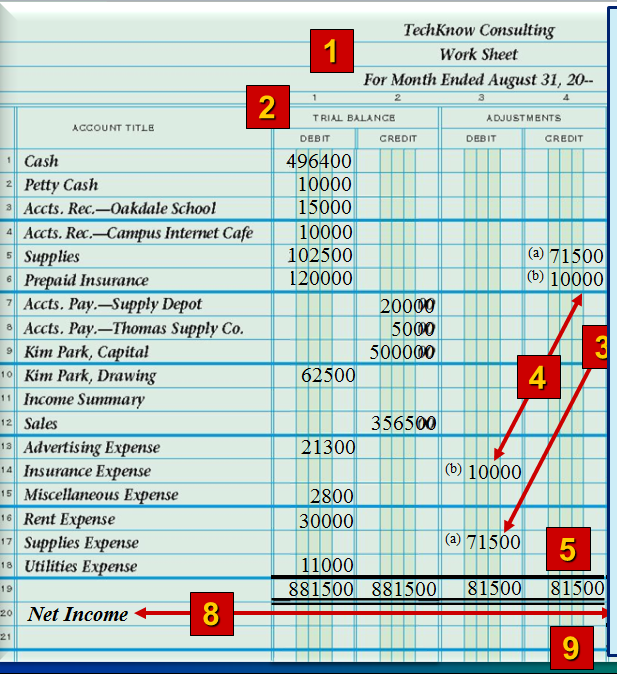 TechKnow Consulting
1 Work Sheet
For Month Ended August 31, 20--
1 2 3 4
2 TRIAL BALANCE ADJUSTMENTS
ACCOUNT TITLE
DEBIT CREDIT DEBIT CREDIT
1 Cash 496400
2 Petty Cash 10000
3 Accts. Rec.—Oakdale School 15000
4 Accts. Rec.—Campus Internet Cafe 10000
5 Supplies 102500 (a) 71500
6 Prepaid Insurance 120000 (b) 10000
7 Accts. Pay.—Supply Depot 20000
8 Accts. Pay.—Thomas Supply Co. 5000
9 Kim Park, Capital 500000 3
10 Kim Park, Drawing 62500 4
11 Income Summary
12 Sales 356500
13 Advertising Expense 21300
14 Insurance Expense (b) 10000
15 Miscellaneous Expense 2800
16 Rent Expense 30000
17 Supplies Expense (a) 71500 5
18 Utilities Expense 11000
19 881500 881500 81500 81500
20 Net Income 8
21 9